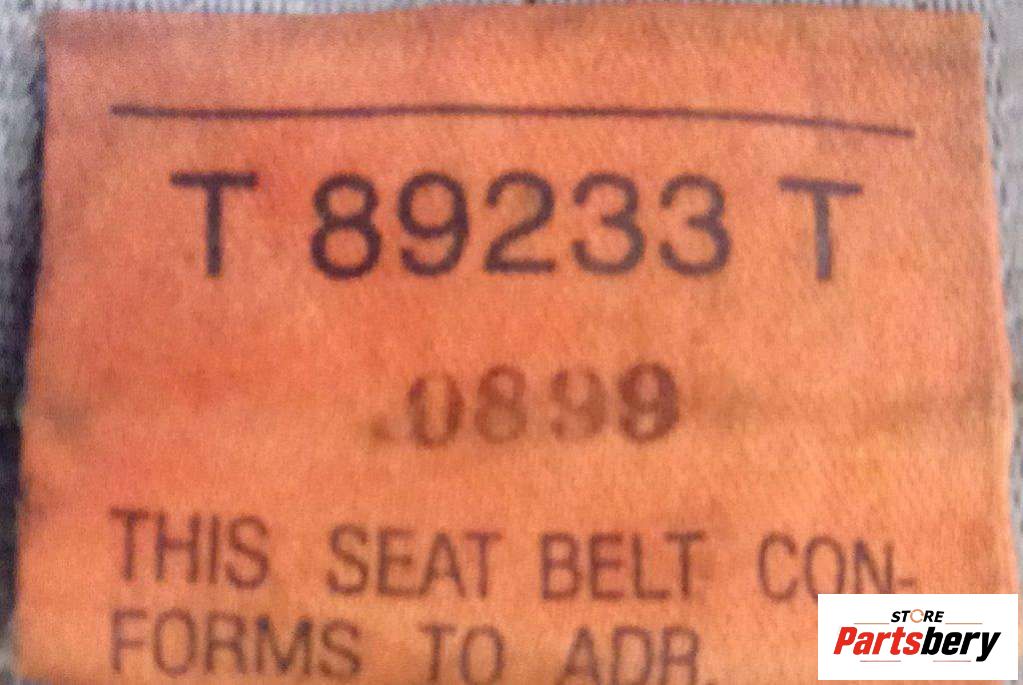 T 89233 T
0899
THIS SEAT BELT CON-
FORMS TO ADR.
STORE
Partsbery